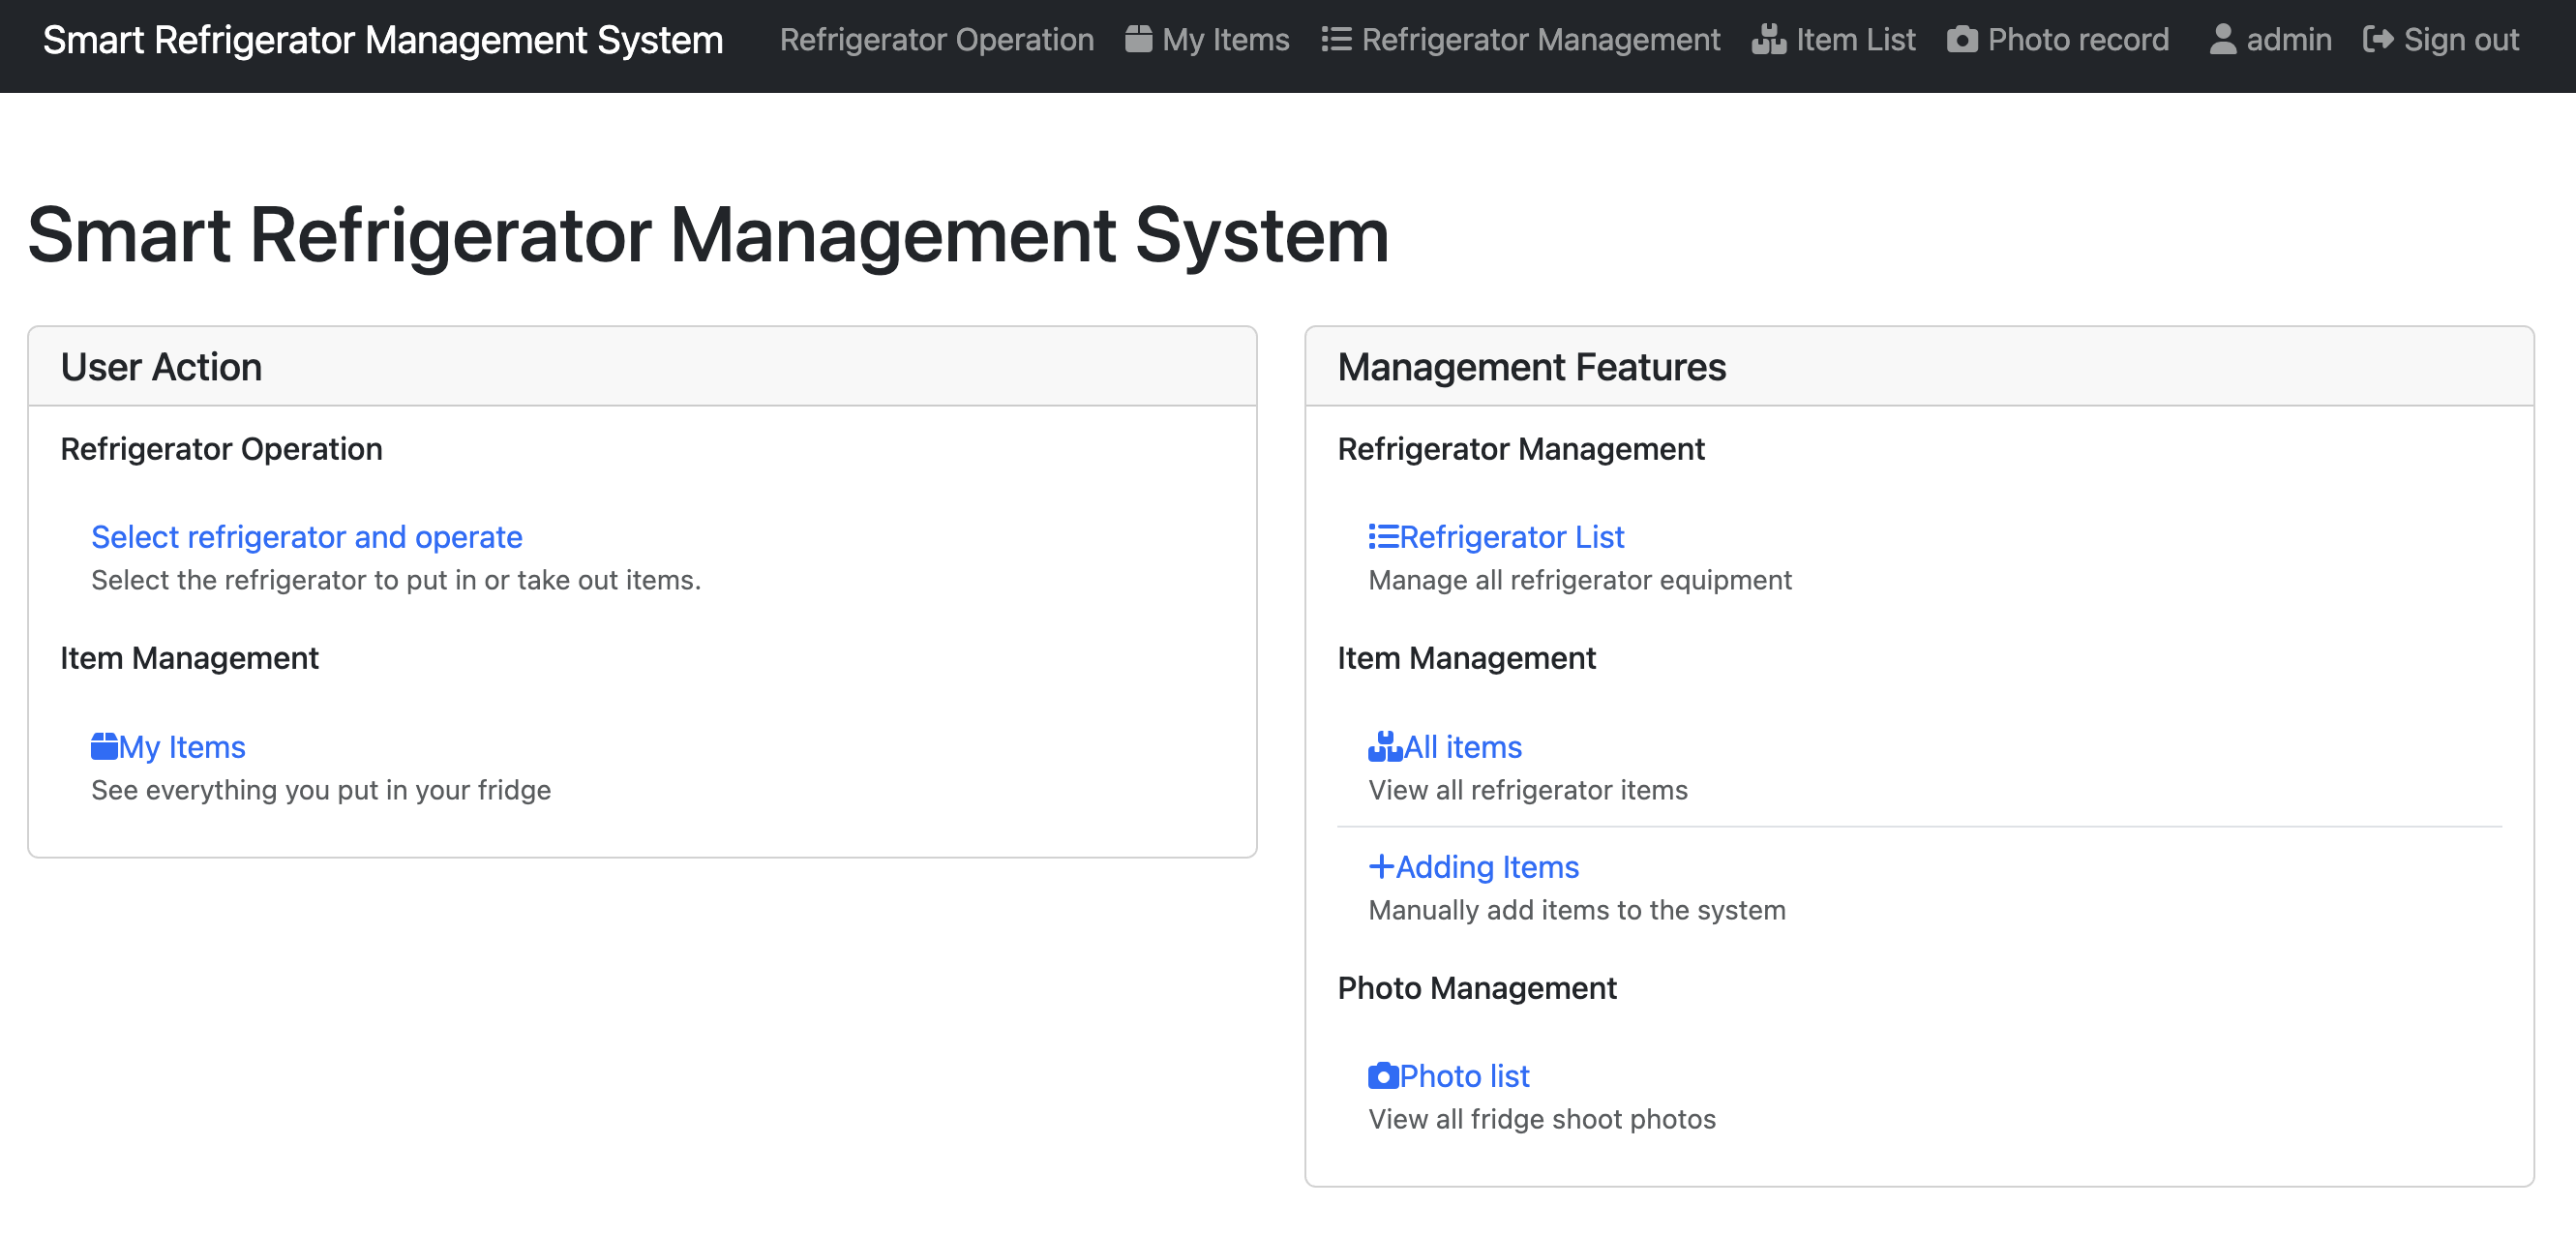 Smart Refrigerator Management System Refrigerator Operation My Items Refrigerator Management Item List Photo record admin Sign out
Smart Refrigerator Management System
User Action
Refrigerator Operation
Select refrigerator and operate
Select the refrigerator to put in or take out items.
Item Management
My Items
See everything you put in your fridge
Management Features
Refrigerator Management
Refrigerator List
Manage all refrigerator equipment
Item Management
All items
View all refrigerator items
Adding Items
Manually add items to the system
Photo Management
Photo list
View all fridge shoot photos